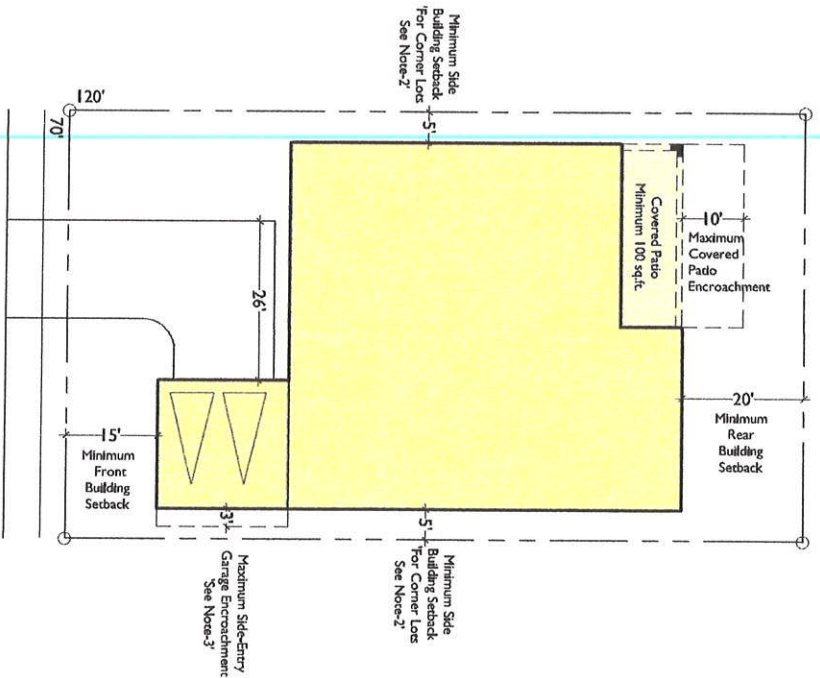 Minimum Side
Building Setback
'For Corner Lots
See Note-2'
120'
70'
5'
Covered Patio
Minimum 100 sq.ft.
10'
Maximum
Covered
Patio
Encroachment
26'
20'
Minimum
Rear
Building
Setback
15'
Minimum
Front
Building
Setback
3'
5'
Maximum Side-Entry
Garage Encroachment
'See Note-3'
Minimum Side
Building Setback
'For Corner Lots
See Note-2'